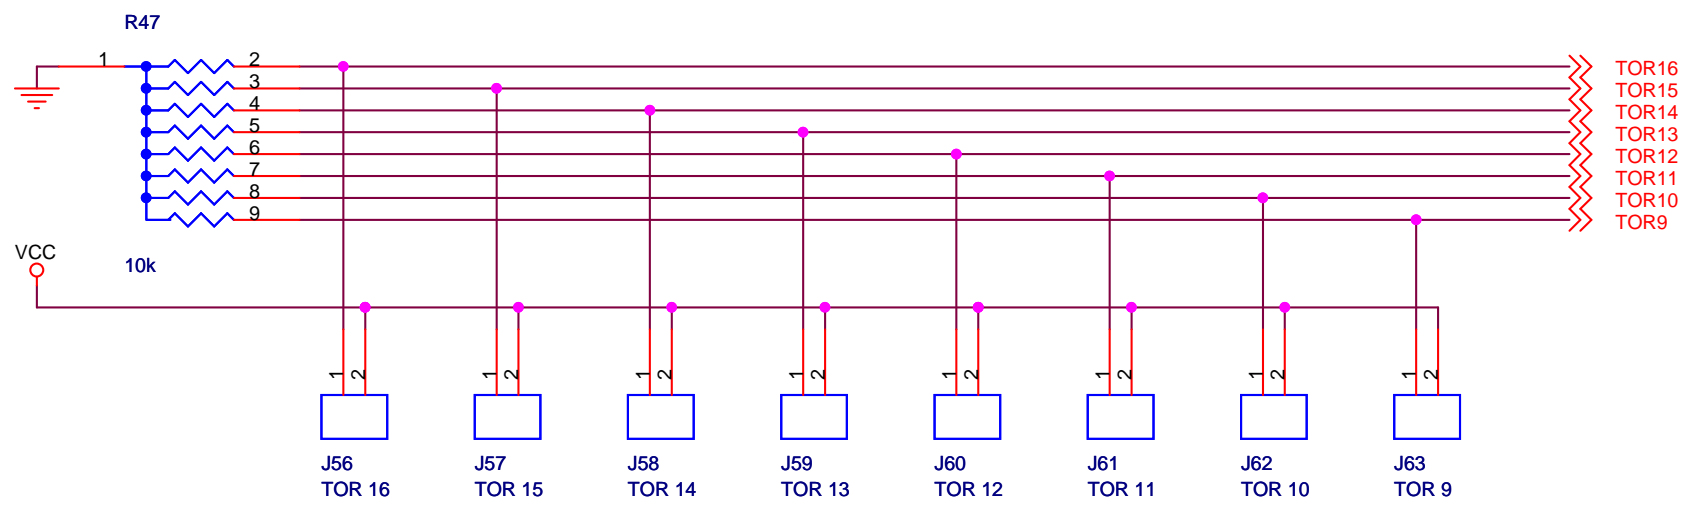 R47
1 2 TOR16
3 TOR15
4 TOR14
5 TOR13
6 TOR12
7 TOR11
8 TOR10
9 TOR9
VCC
10k
1 2 1 2 1 2 1 2 1 2 1 2 1 2 1 2
J56 J57 J58 J59 J60 J61 J62 J63
TOR 16 TOR 15 TOR 14 TOR 13 TOR 12 TOR 11 TOR 10 TOR 9